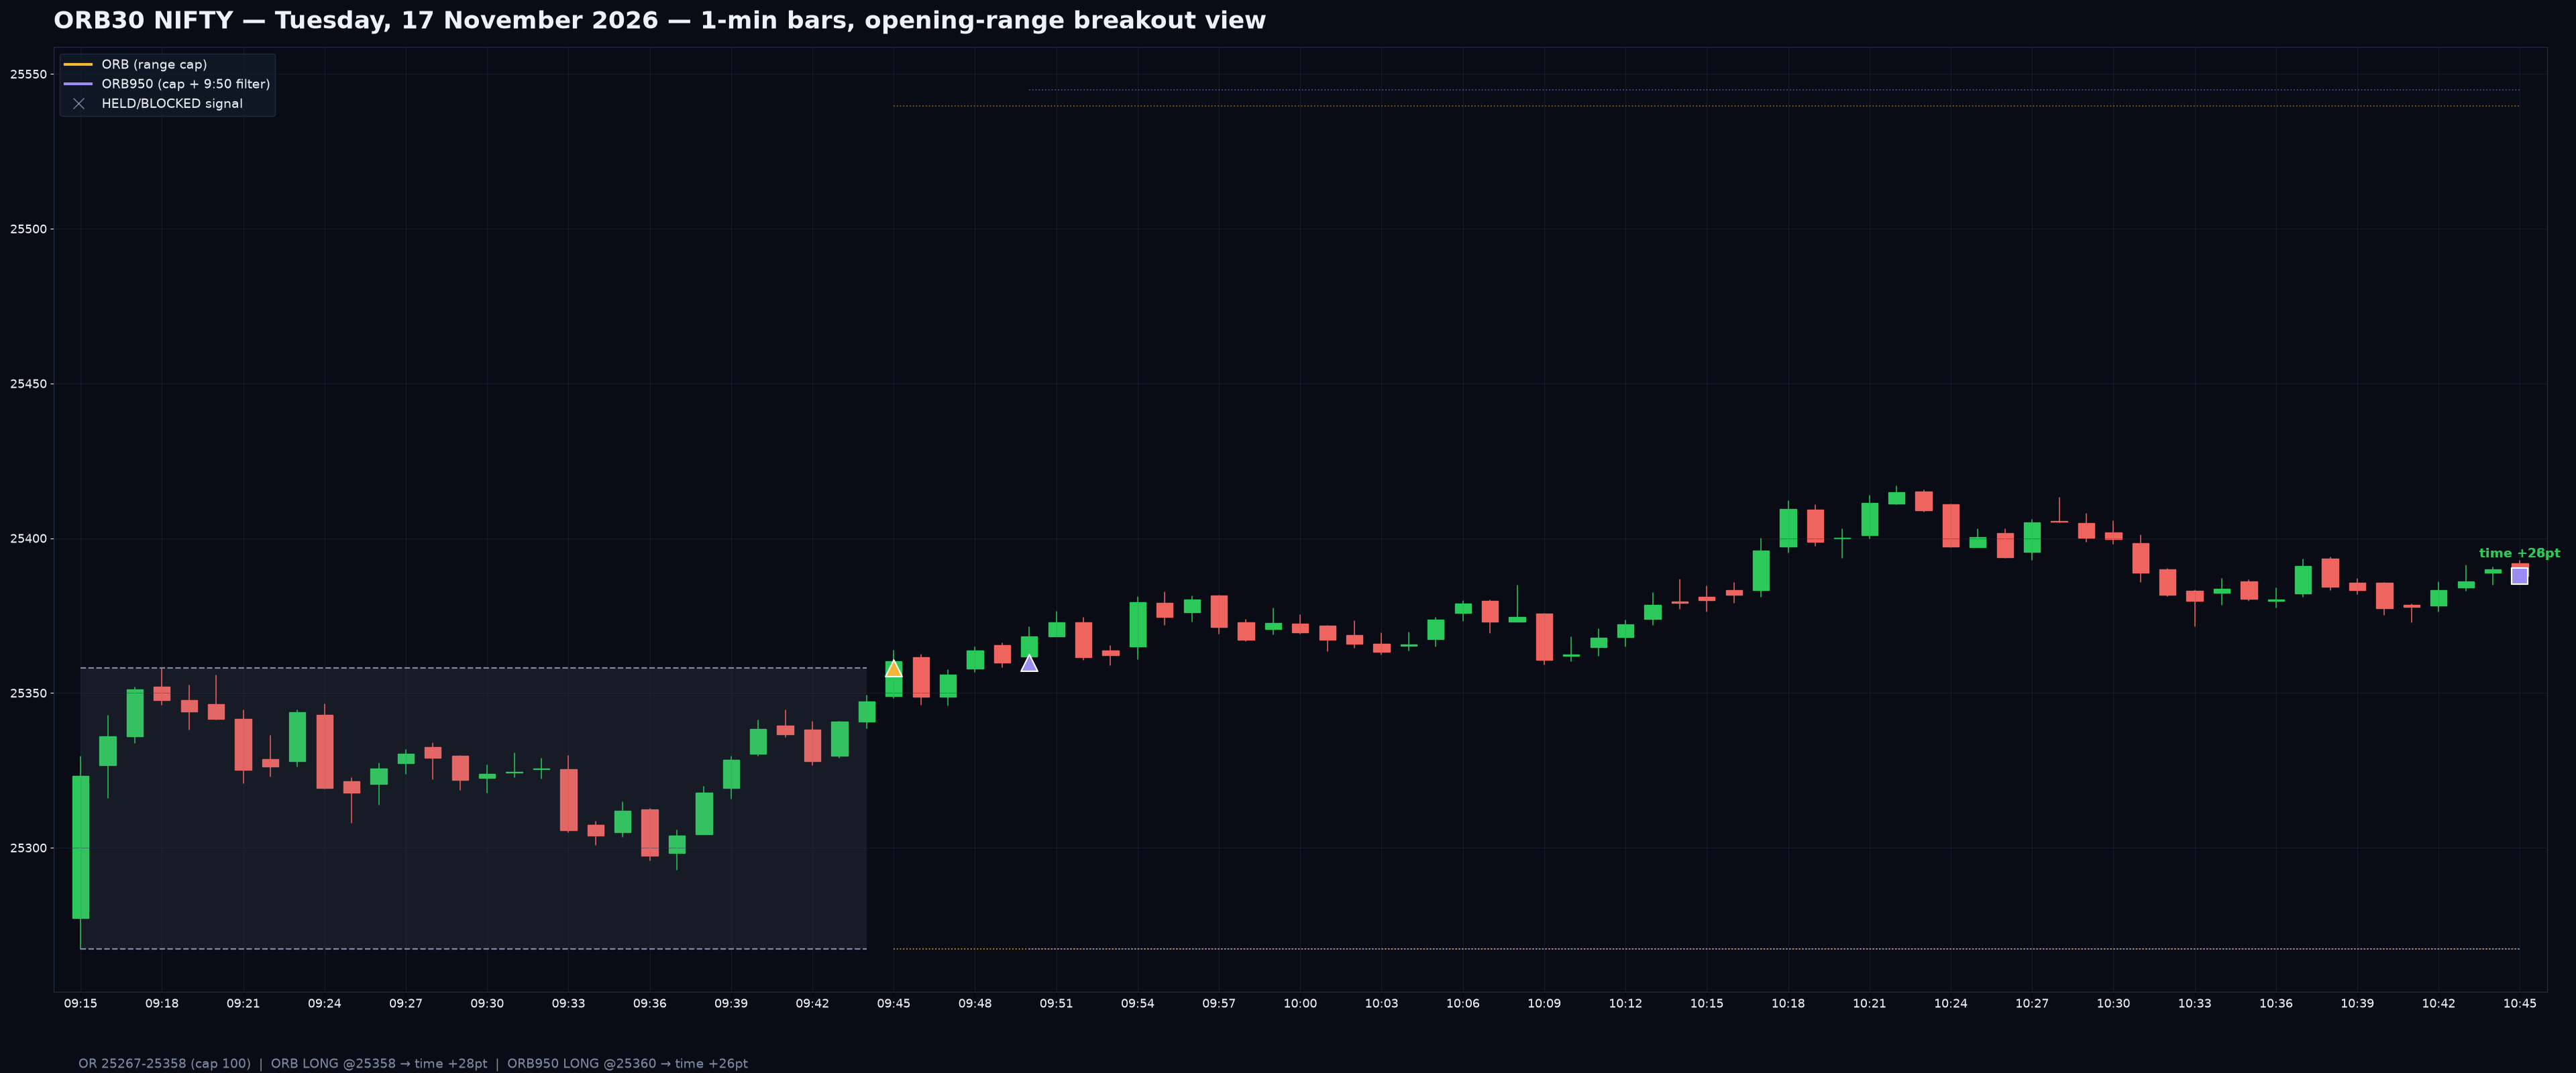 ORB30 NIFTY — Tuesday, 17 November 2026 — 1-min bars, opening-range breakout view
ORB (range cap)
ORB950 (cap + 9:50 filter)
HELD/BLOCKED signal
25550
25500
25450
25400
25350
25300
time +26pt
09:15 09:18 09:21 09:24 09:27 09:30 09:33 09:36 09:39 09:42 09:45 09:48 09:51 09:54 09:57 10:00 10:03 10:06 10:09 10:12 10:15 10:18 10:21 10:24 10:27 10:30 10:33 10:36 10:39 10:42 10:45
OR 25267-25358 (cap 100) | ORB LONG @25358 → time +28pt | ORB950 LONG @25360 → time +26pt